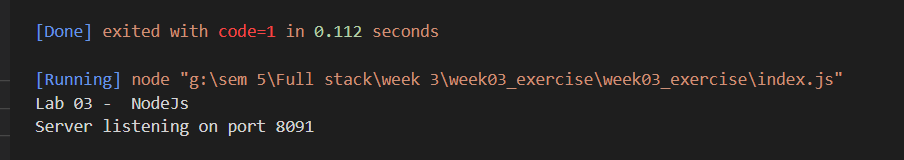 [Done] exited with code=1 in 0.112 seconds
[Running] node "g:\sem 5\Full stack\week 3\week03_exercise\week03_exercise\index.js"
Lab 03 -  NodeJs
Server listening on port 8091